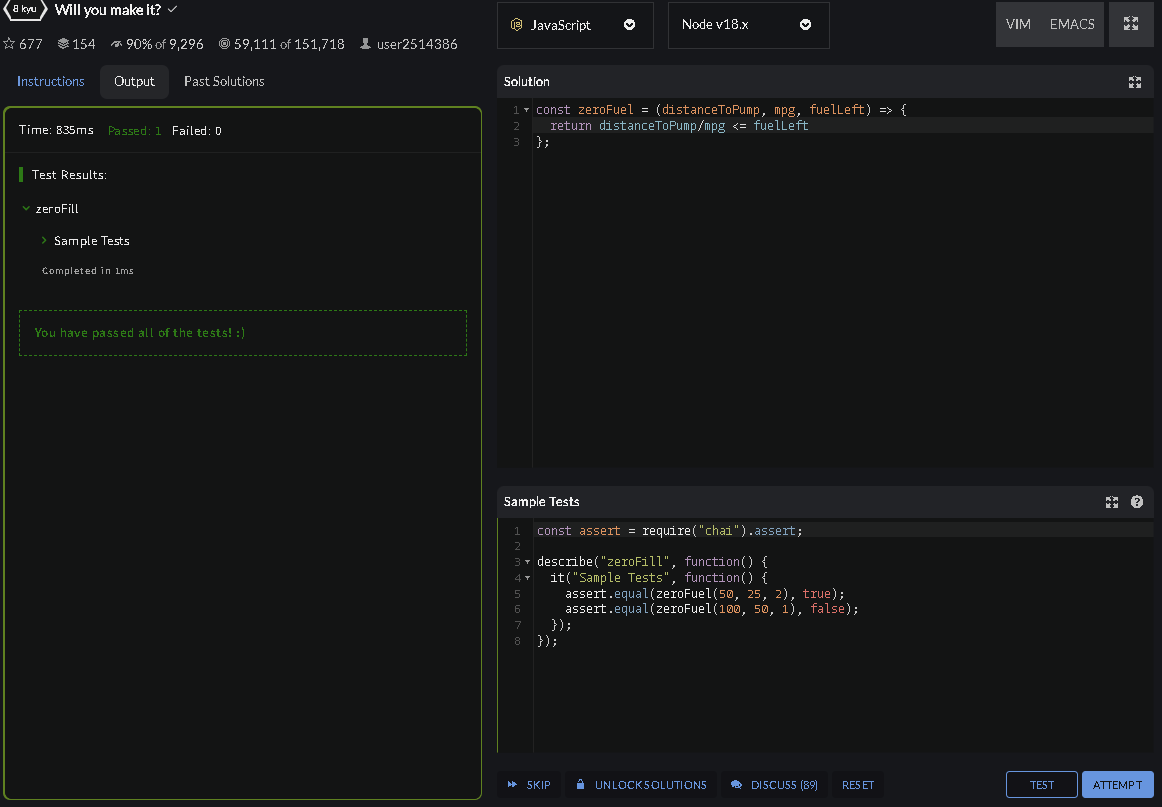 8 kyu Will you make it?
677 154 90% of 9,296 59,111 of 151,718 user2514386
Instructions Output Past Solutions
Time: 835ms Passed: 1 Failed: 0
Test Results:
zeroFill
Sample Tests
Completed in 1ms
You have passed all of the tests! :)
JavaScript Node v18.x VIM EMACS
Solution
1 const zeroFuel = (distanceToPump, mpg, fuelLeft) => {
2 return distanceToPump/mpg <= fuelLeft
3 };
Sample Tests
1 const assert = require("chai").assert;
2
3 describe("zeroFill", function() {
4 it("Sample Tests", function() {
5 assert.equal(zeroFuel(50, 25, 2), true);
6 assert.equal(zeroFuel(100, 50, 1), false);
7 });
8 });
SKIP UNLOCK SOLUTIONS DISCUSS (89) RESET TEST ATTEMPT